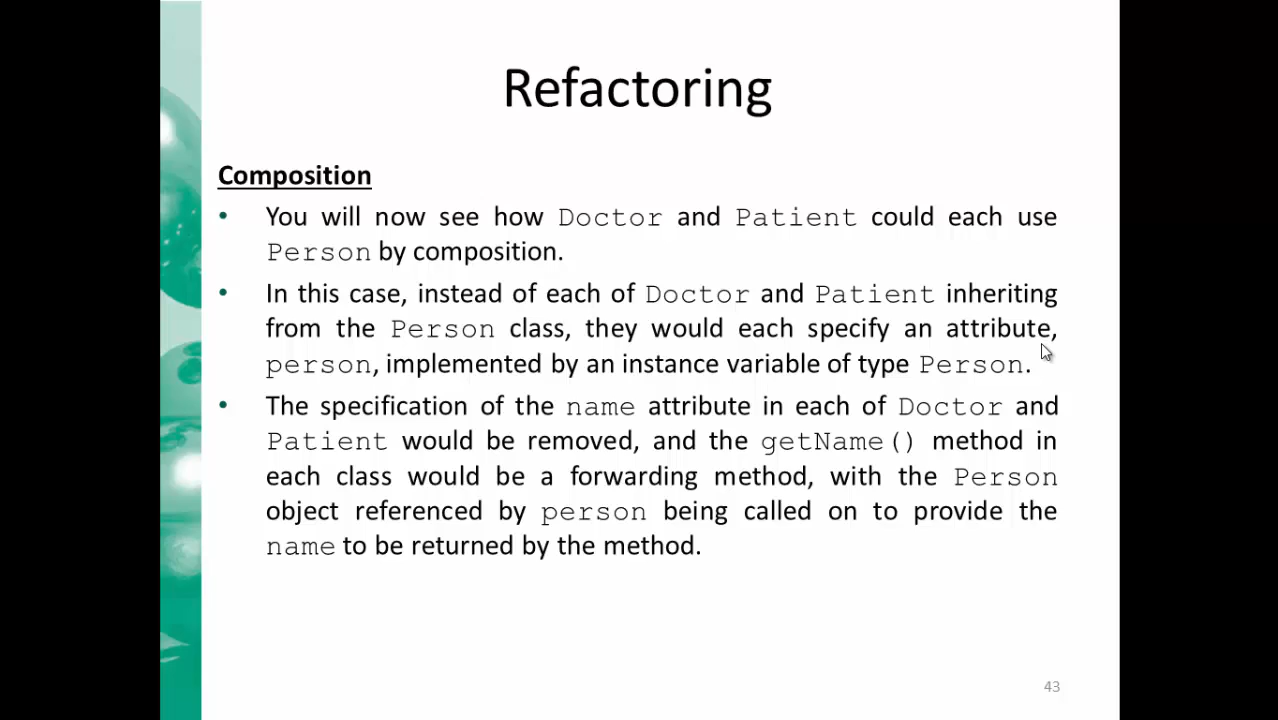 Refactoring
Composition
• You will now see how Doctor and Patient could each use
Person by composition.
• In this case, instead of each of Doctor and Patient inheriting
from the Person class, they would each specify an attribute,
person, implemented by an instance variable of type Person.
• The specification of the name attribute in each of Doctor and
Patient would be removed, and the getName() method in
each class would be a forwarding method, with the Person
object referenced by person being called on to provide the
name to be returned by the method.
43